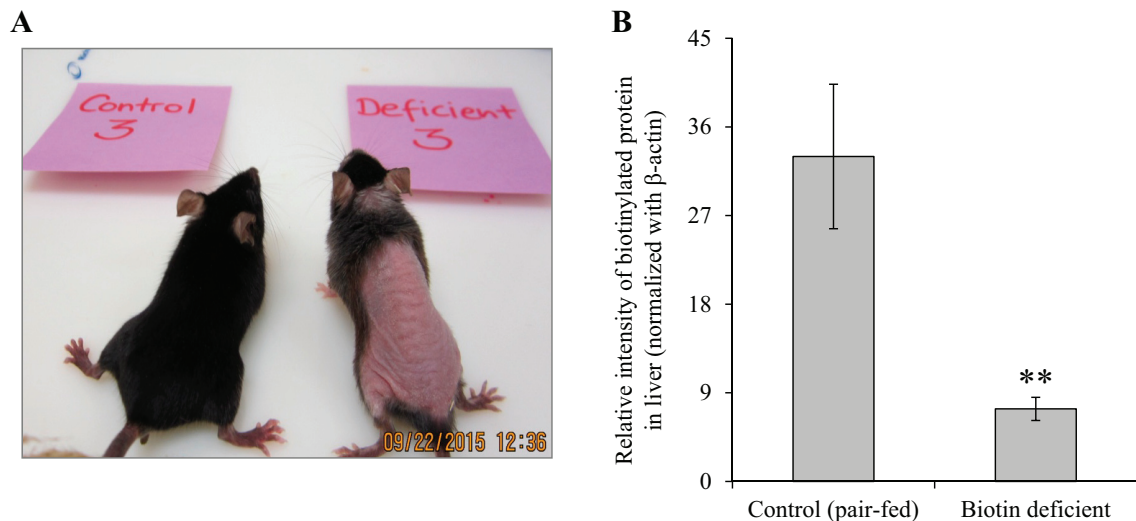 A
Control
3
Deficient
3
09/22/2015 12:36
B
Relative intensity of biotinylated protein
in liver (normalized with β-actin)
45
36
27
18
9
0
**
Control (pair-fed)
Biotin deficient